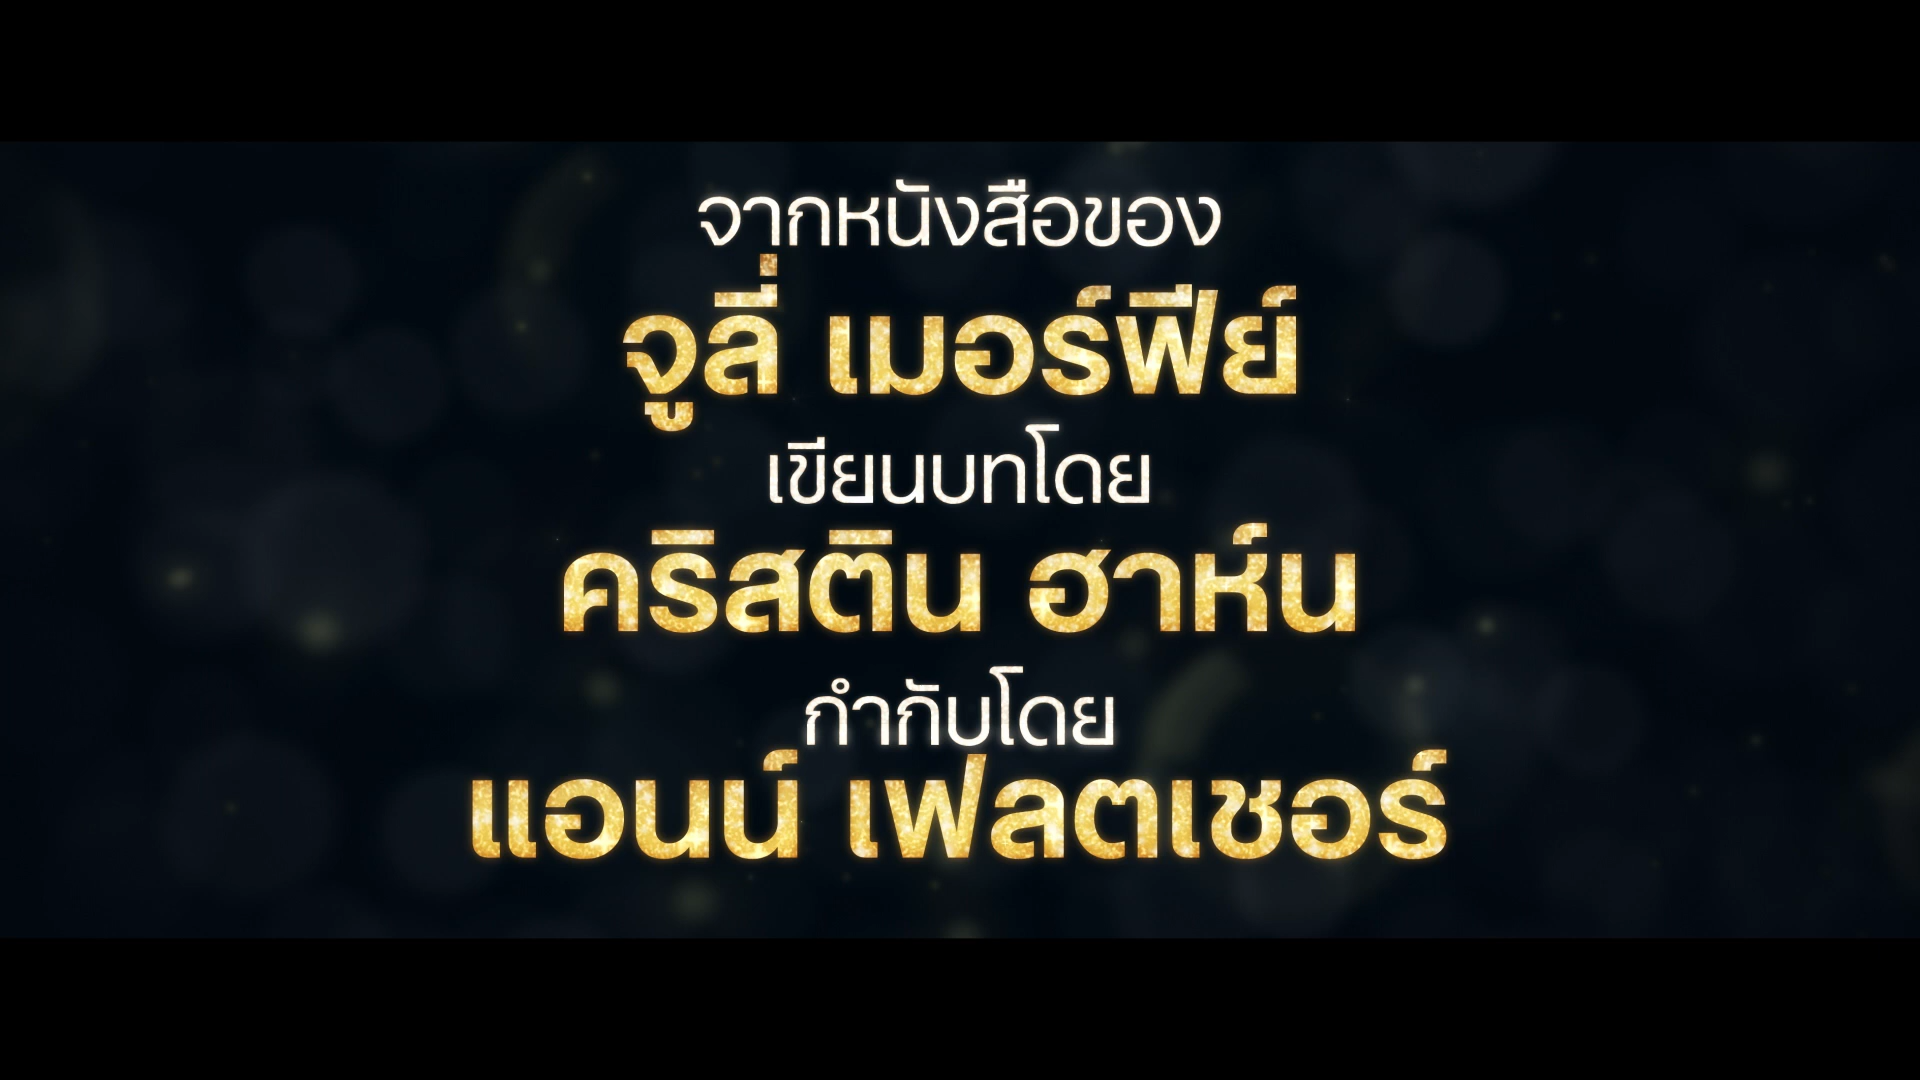 จากหนังสือของ
จูลี่ เมอร์ฟีย์
เขียนบทโดย
คริสติน ฮาห์น
กำกับโดย
แอนน์ เฟลตเชอร์